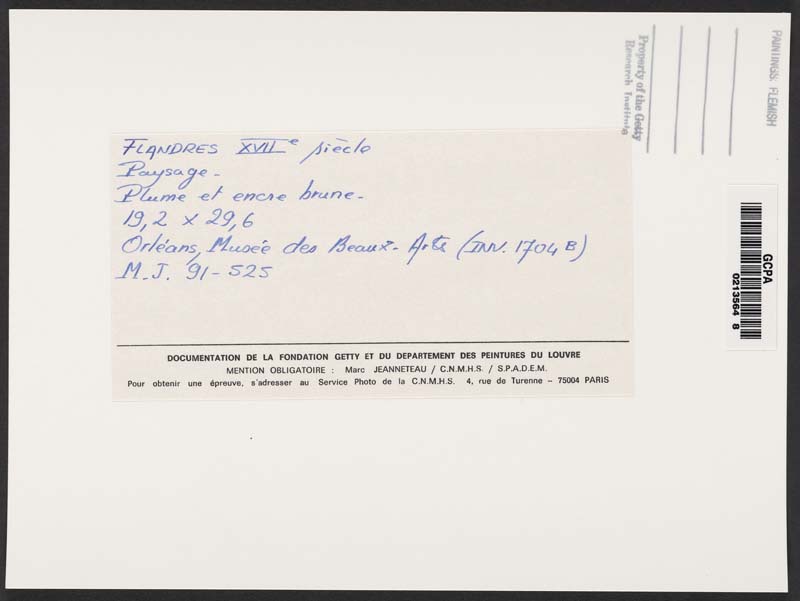 FLANDRES XVIIe siècle
Paysage -
Plume et encre brune -
19,2 x 29,6
Orléans, Musée des Beaux-Arts (INV. 1704 B)
M.J. 91-525
DOCUMENTATION DE LA FONDATION GETTY ET DU DEPARTEMENT DES PEINTURES DU LOUVRE
MENTION OBLIGATOIRE : Marc JEANNETEAU / C.N.M.H.S. / S.P.A.D.E.M.
Pour obtenir une épreuve, s'adresser au Service Photo de la C.N.M.H.S. 4, rue de Turenne – 75004 PARIS
Property of the Getty
Research Institute
PAINTINGS: FLEMISH
GCPA
0213564 8